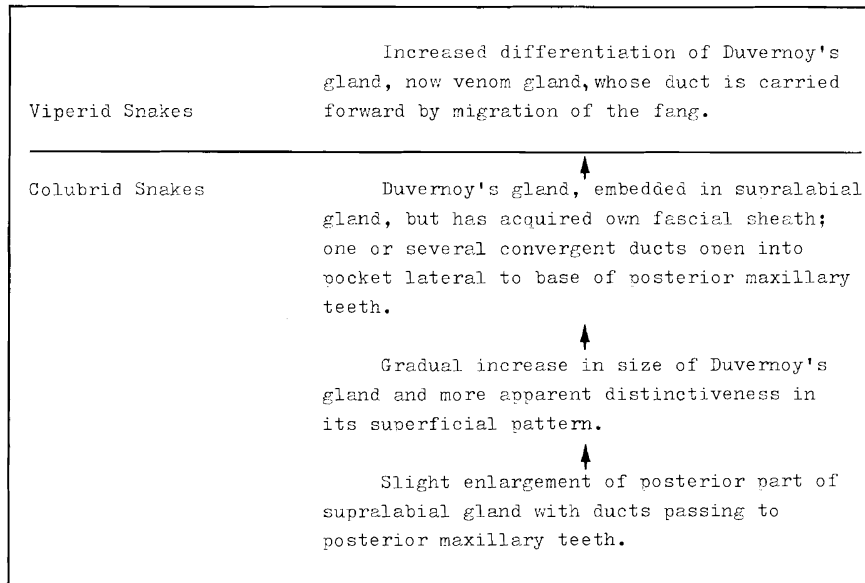 Increased differentiation of Duvernoy's
gland, now venom gland, whose duct is carried
Viperid Snakes forward by migration of the fang.
Colubrid Snakes Duvernoy's gland, embedded in supralabial
gland, but has acquired own fascial sheath;
one or several convergent ducts open into
pocket lateral to base of posterior maxillary
teeth.
Gradual increase in size of Duvernoy's
gland and more apparent distinctiveness in
its superficial pattern.
Slight enlargement of posterior part of
supralabial gland with ducts passing to
posterior maxillary teeth.